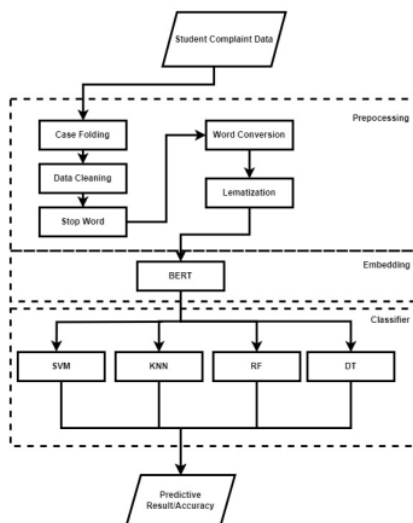 Student Complaint Data
Prepocessing
Case Folding
Word Conversion
Data Cleaning
Lematization
Stop Word
Embedding
BERT
Classifier
SVM
KNN
RF
DT
Predictive
Result/Accuracy